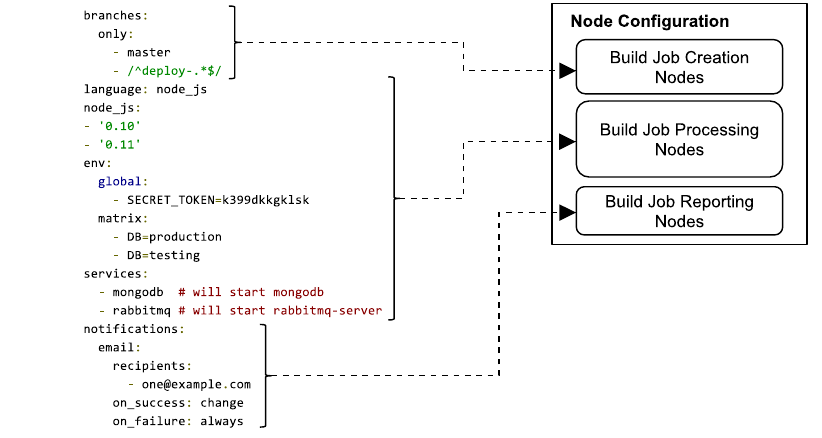 branches:
  only:
    - master
    - /^deploy-.*$/
language: node_js
node_js:
- '0.10'
- '0.11'
env:
  global:
    - SECRET_TOKEN=k399dkkgklsk
  matrix:
    - DB=production
    - DB=testing
services:
  - mongodb  # will start mongodb
  - rabbitmq # will start rabbitmq-server
notifications:
  email:
    recipients:
      - one@example.com
    on_success: change
    on_failure: always
Node Configuration
Build Job Creation
Nodes
Build Job Processing
Nodes
Build Job Reporting
Nodes